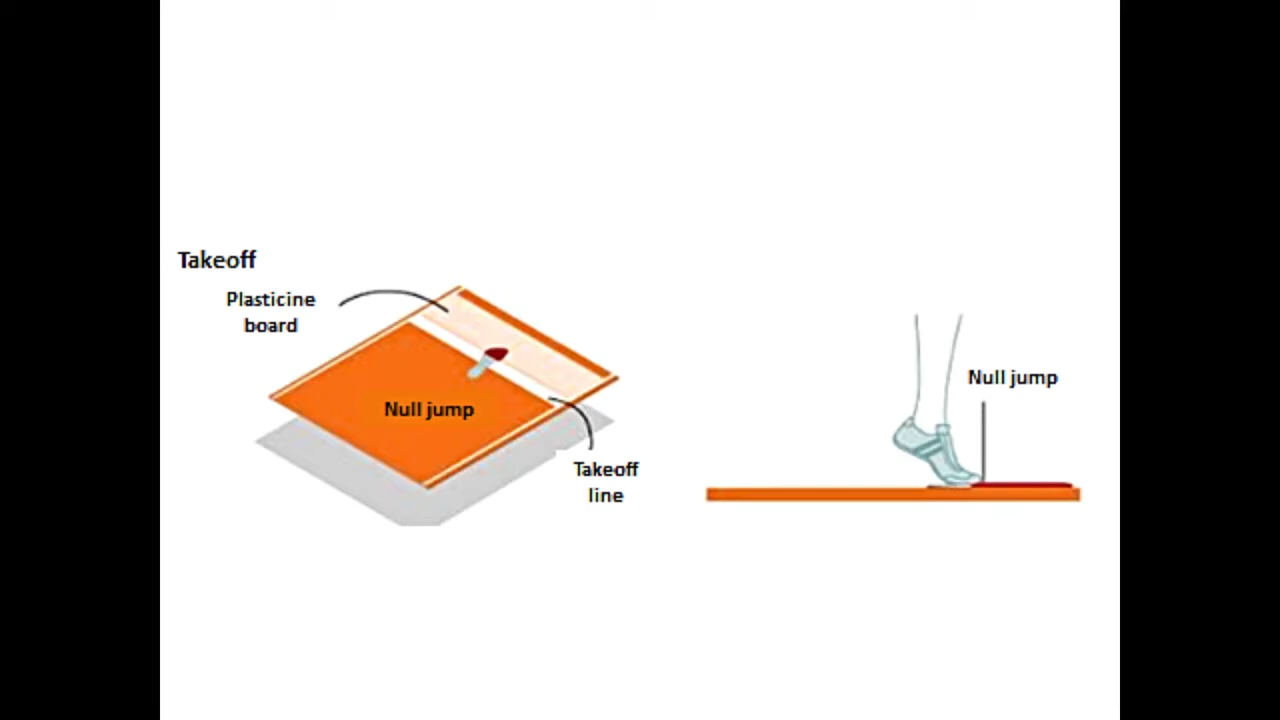 Takeoff
Plasticine
board
Null jump
Takeoff
line
Null jump